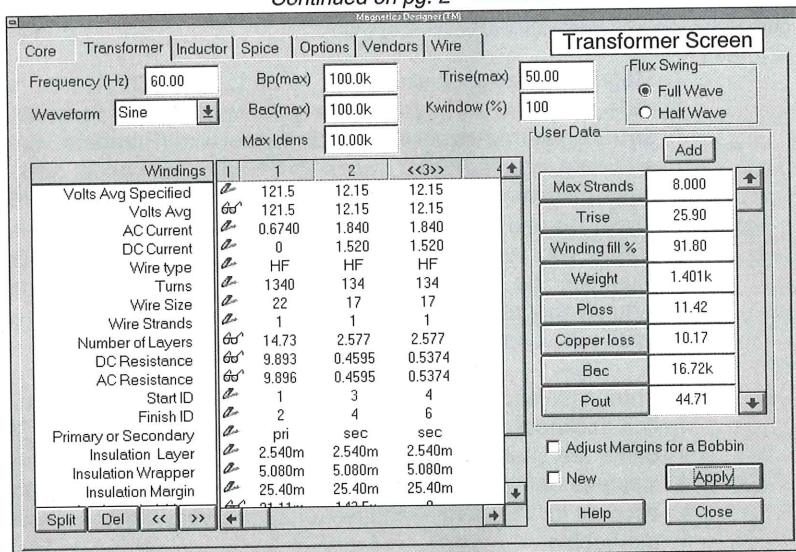 Continued on pg. 2
Magnetics Designer(TM)
Core Transformer Inductor Spice Options Vendors Wire
Transformer Screen
Frequency (Hz) 60.00 Bp(max) 100.0k Trise(max) 50.00
Flux Swing
Full Wave
Half Wave
Waveform Sine Bac(max) 100.0k Kwindow (%) 100
Max Idens 10.00k
User Data
Add
Windings I 1 2 <<3>> 4
Volts Avg Specified 121.5 12.15 12.15
Volts Avg 121.5 12.15 12.15
AC Current 0.6740 1.840 1.840
DC Current 0 1.520 1.520
Wire type HF HF HF
Turns 1340 134 134
Wire Size 22 17 17
Wire Strands 1 1 1
Number of Layers 14.73 2.577 2.577
DC Resistance 9.893 0.4595 0.5374
AC Resistance 9.896 0.4595 0.5374
Start ID 1 3 4
Finish ID 2 4 6
Primary or Secondary pri sec sec
Insulation Layer 2.540m 2.540m 2.540m
Insulation Wrapper 5.080m 5.080m 5.080m
Insulation Margin 25.40m 25.40m 25.40m
Split Del << >>
Max Strands 8.000
Trise 25.90
Winding fill % 91.80
Weight 1.401k
Ploss 11.42
Copper loss 10.17
Bac 16.72k
Pout 44.71
Adjust Margins for a Bobbin
New Apply
Help Close